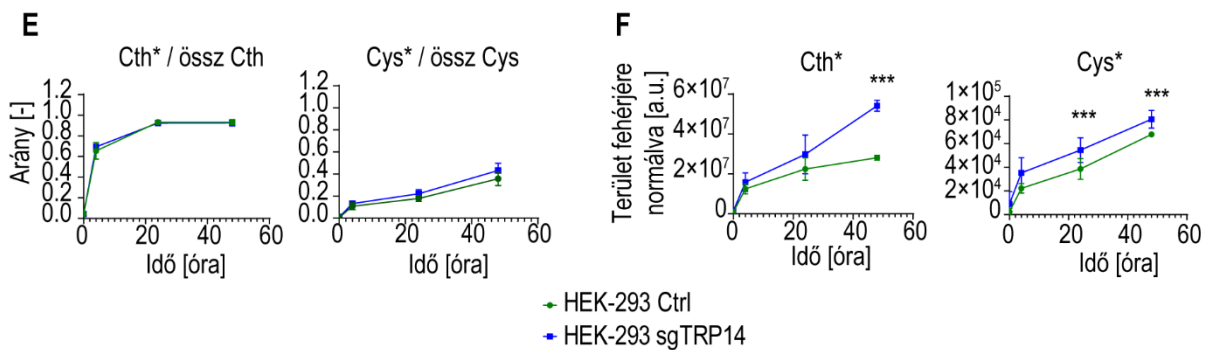 E
Cth* / össz Cth
Arány [-]
1.2
1.0
0.8
0.6
0.4
0.2
0.0
0
20
40
60
Idő [óra]
Cys* / össz Cys
1.2
1.0
0.8
0.6
0.4
0.2
0.0
0
20
40
60
Idő [óra]
F
Cth*
Terület fehérjére
normálva [a.u.]
6×10⁷
4×10⁷
2×10⁷
0
***
0
20
40
60
Idő [óra]
Cys*
1×10⁵
8×10⁴
6×10⁴
4×10⁴
2×10⁴
0
***
***
0
20
40
60
Idő [óra]
HEK-293 Ctrl
HEK-293 sgTRP14